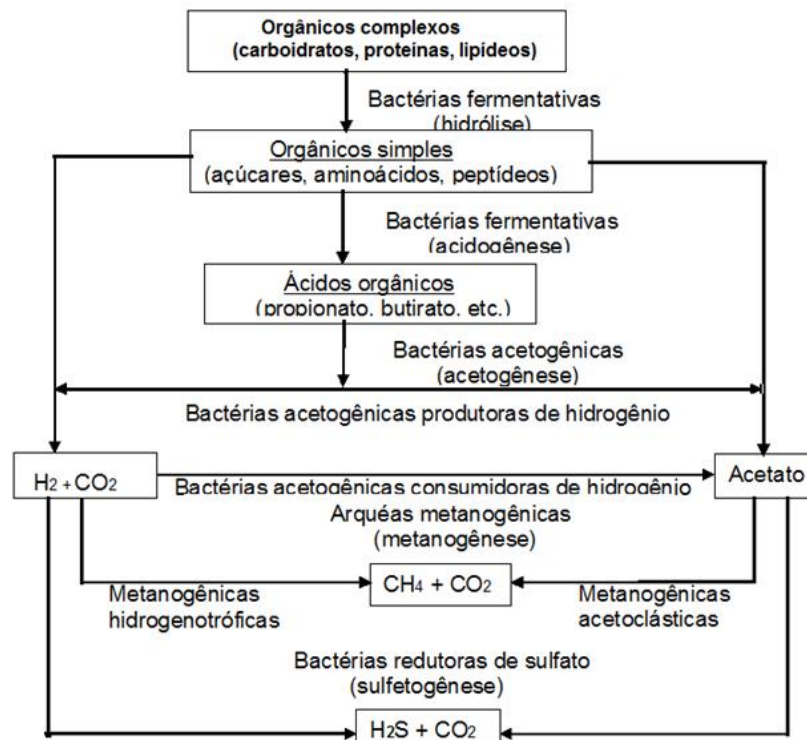 Orgânicos complexos
(carboidratos, proteínas, lipídeos)
Bactérias fermentativas
(hidrólise)
Orgânicos simples
(açúcares, aminoácidos, peptídeos)
Bactérias fermentativas
(acidogênese)
Ácidos orgânicos
(propionato, butirato, etc.)
Bactérias acetogênicas
(acetogênese)
Bactérias acetogênicas produtoras de hidrogênio
H2 + CO2
Acetato
Bactérias acetogênicas consumidoras de hidrogênio
Arquéas metanogênicas
(metanogênese)
Metanogênicas
hidrogenotróficas
CH4 + CO2
Metanogênicas
acetoclásticas
Bactérias redutoras de sulfato
(sulfetogênese)
H2S + CO2